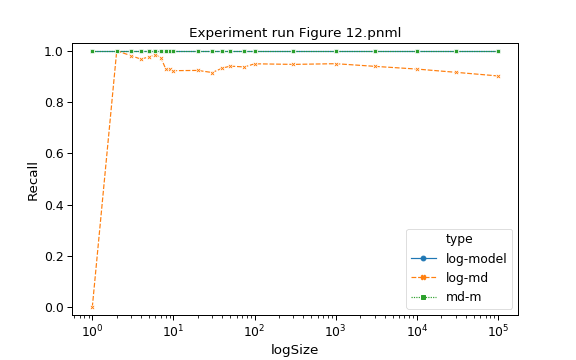 Experiment run Figure 12.pnml
1.0
0.8
0.6
0.4
0.2
0.0
Recall
10⁰ 10¹ 10² 10³ 10⁴ 10⁵
logSize
type
log-model
log-md
md-m